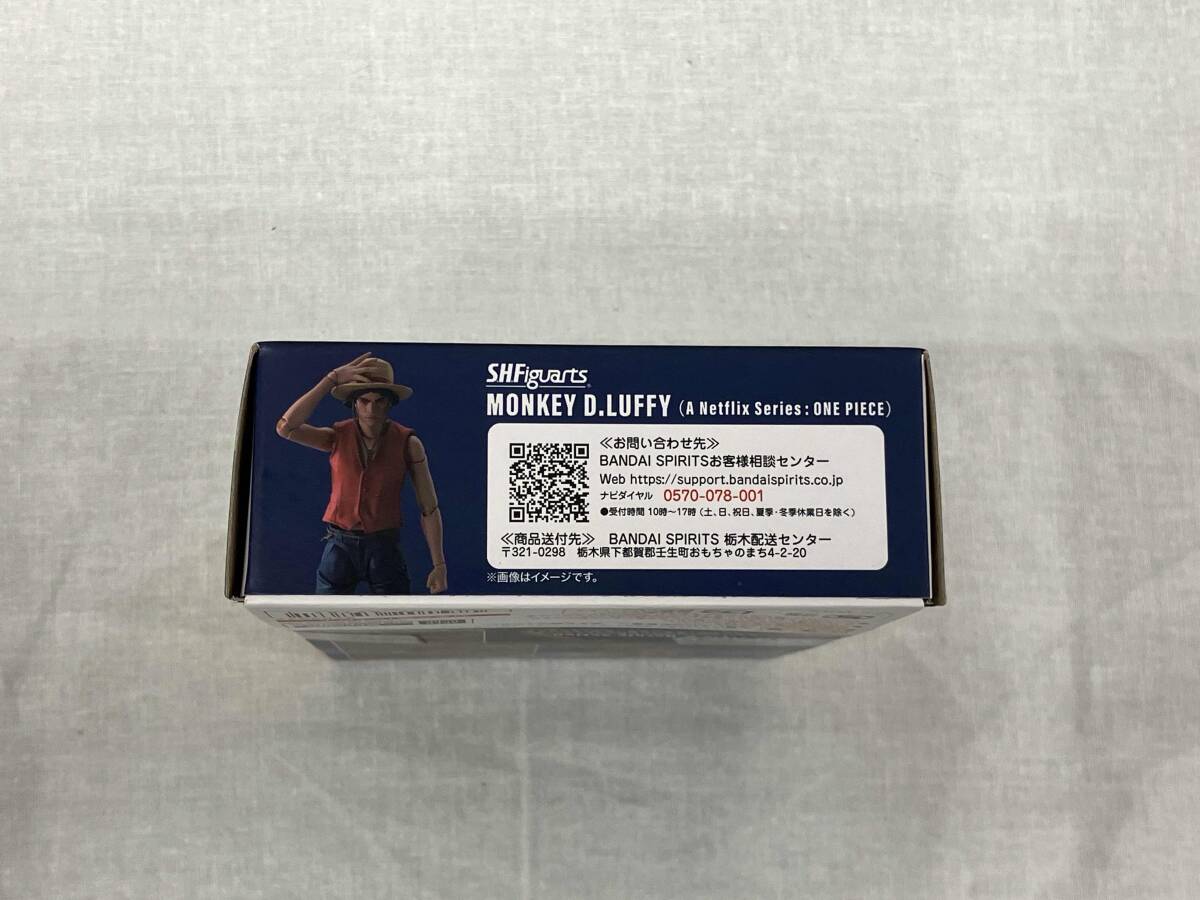 S.H.Figuarts
MONKEY D.LUFFY (A Netflix Series : ONE PIECE)
≪お問い合わせ先≫
BANDAI SPIRITSお客様相談センター
Web https://support.bandaispirits.co.jp
ナビダイヤル 0570-078-001
●受付時間 10時～17時 (土、日、祝日、夏季・冬季休業日を除く)
≪商品送付先≫ BANDAI SPIRITS 栃木配送センター
〒321-0298 栃木県下都賀郡壬生町おもちゃのまち4-2-20
※画像はイメージです。